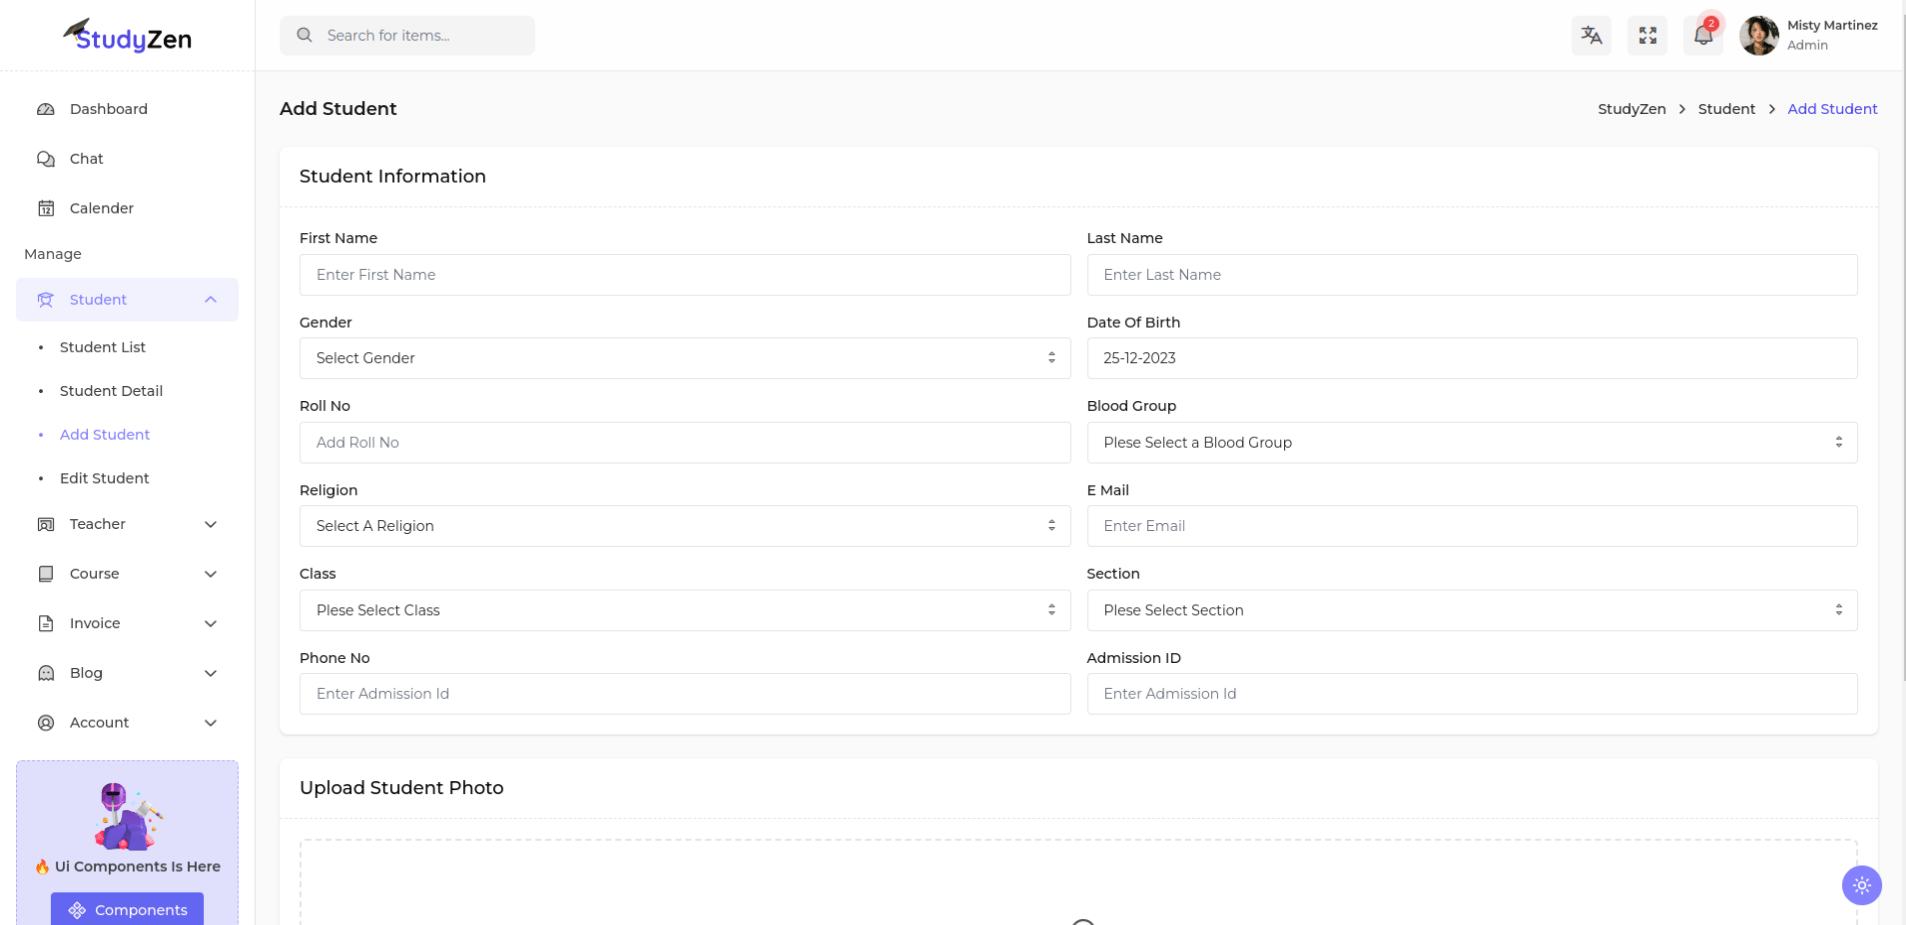 StudyZen
Search for items...
2
Misty Martinez
Admin
Dashboard
Chat
12
Calender
Manage
Student
Student List
Student Detail
Add Student
Edit Student
Teacher
Course
Invoice
Blog
Account
🔥 Ui Components Is Here
Components
Add Student
StudyZen > Student > Add Student
Student Information
First Name
Enter First Name
Last Name
Enter Last Name
Gender
Select Gender
Date Of Birth
25-12-2023
Roll No
Add Roll No
Blood Group
Plese Select a Blood Group
Religion
Select A Religion
E Mail
Enter Email
Class
Plese Select Class
Section
Plese Select Section
Phone No
Enter Admission Id
Admission ID
Enter Admission Id
Upload Student Photo